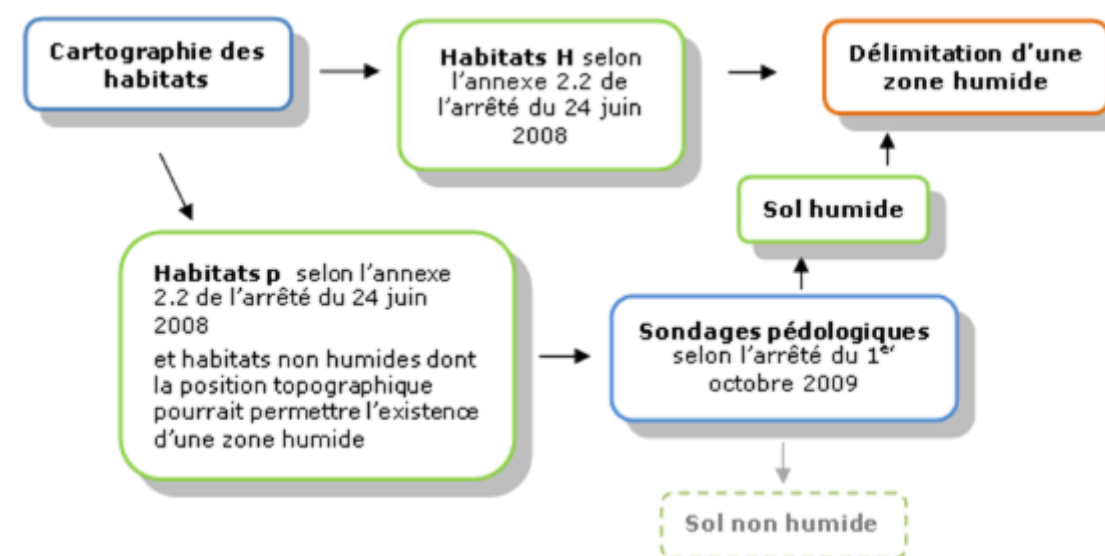 Cartographie des
habitats
Habitats H selon
l'annexe 2.2 de
l'arrêté du 24 juin
2008
Délimitation d'une
zone humide
Sol humide
Habitats p selon l'annexe
2.2 de l'arrêté du 24 juin
2008
et habitats non humides dont
la position topographique
pourrait permettre l'existence
d'une zone humide
Sondages pédologiques
selon l'arrêté du 1er
octobre 2009
Sol non humide